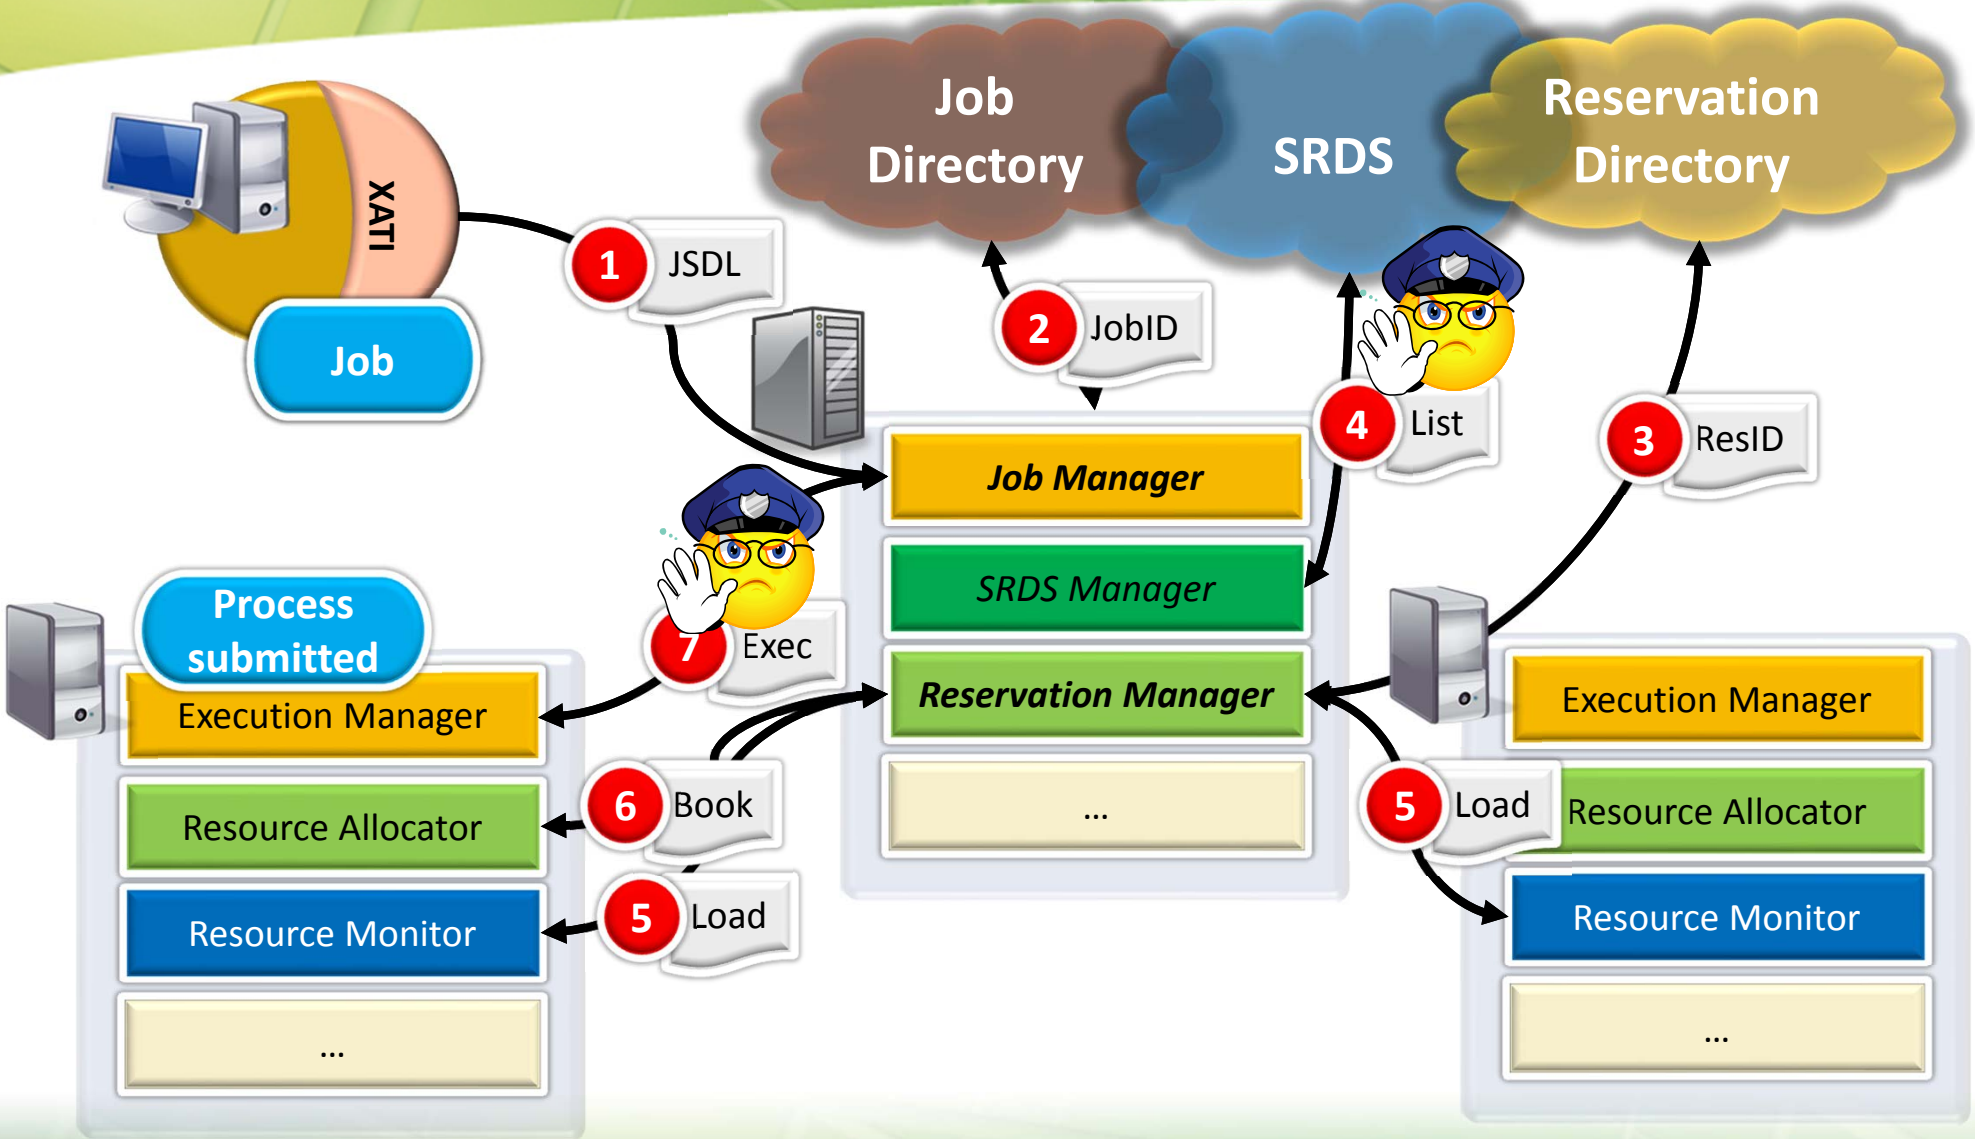 Job
Directory
SRDS
Reservation
Directory
XATI
Job
1
JSDL
2
JobID
4
List
3
ResID
Job Manager
SRDS Manager
Reservation Manager
...
Process
submitted
Execution Manager
Resource Allocator
Resource Monitor
...
7
Exec
6
Book
5
Load
5
Load
Execution Manager
Resource Allocator
Resource Monitor
...